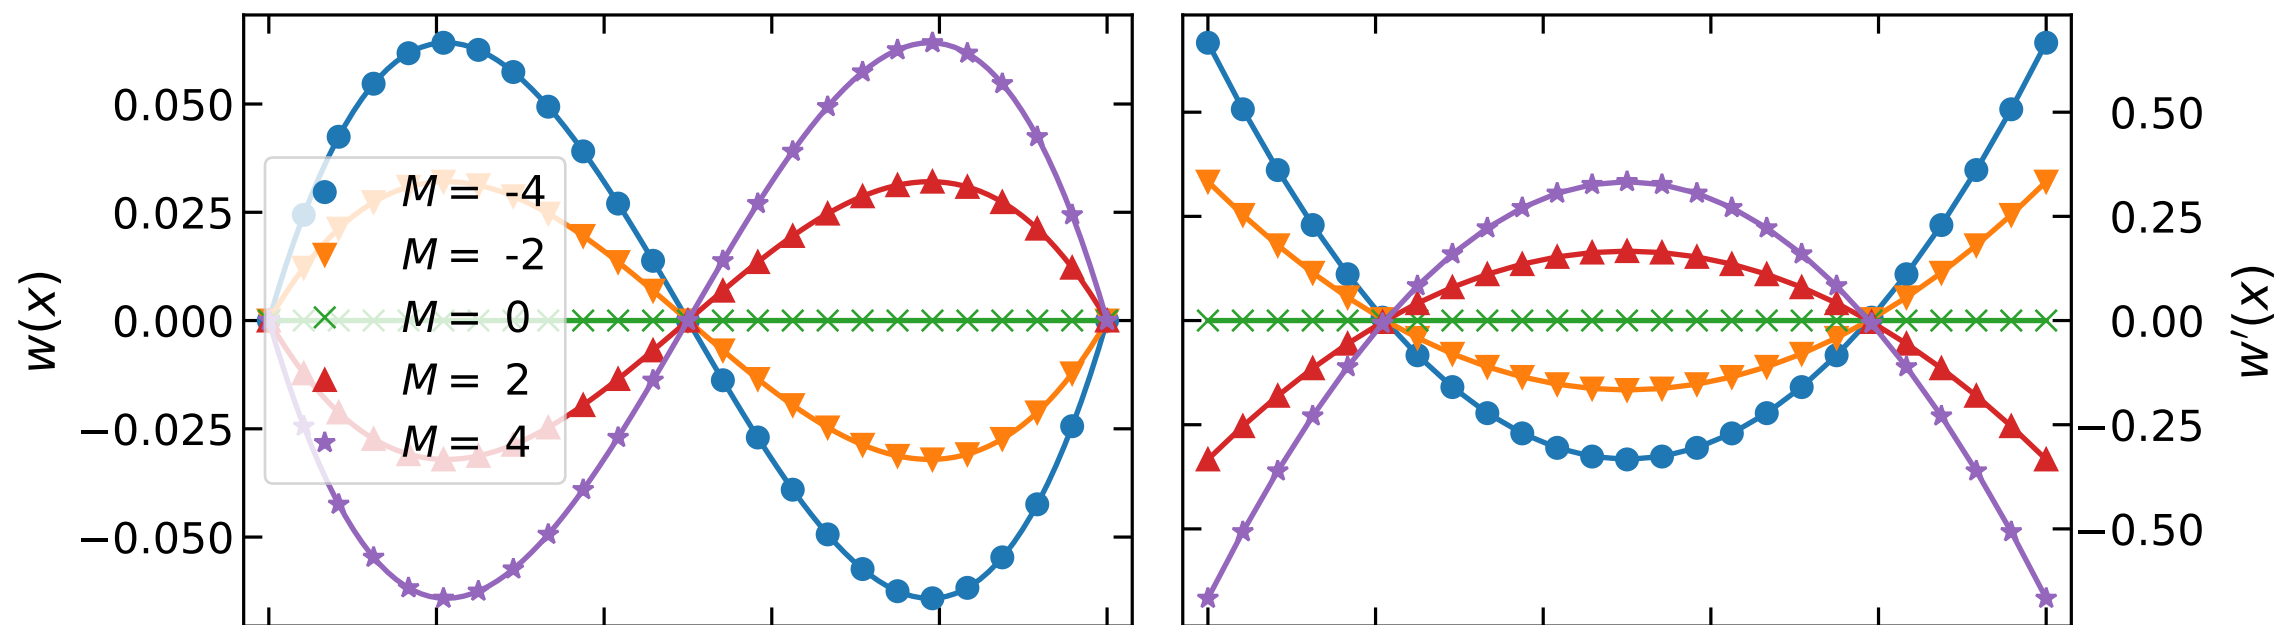 w(x)
0.050
0.025
0.000
−0.025
−0.050
M = -4
M = -2
M = 0
M = 2
M = 4
0.50
0.25
0.00
−0.25
−0.50
w′(x)